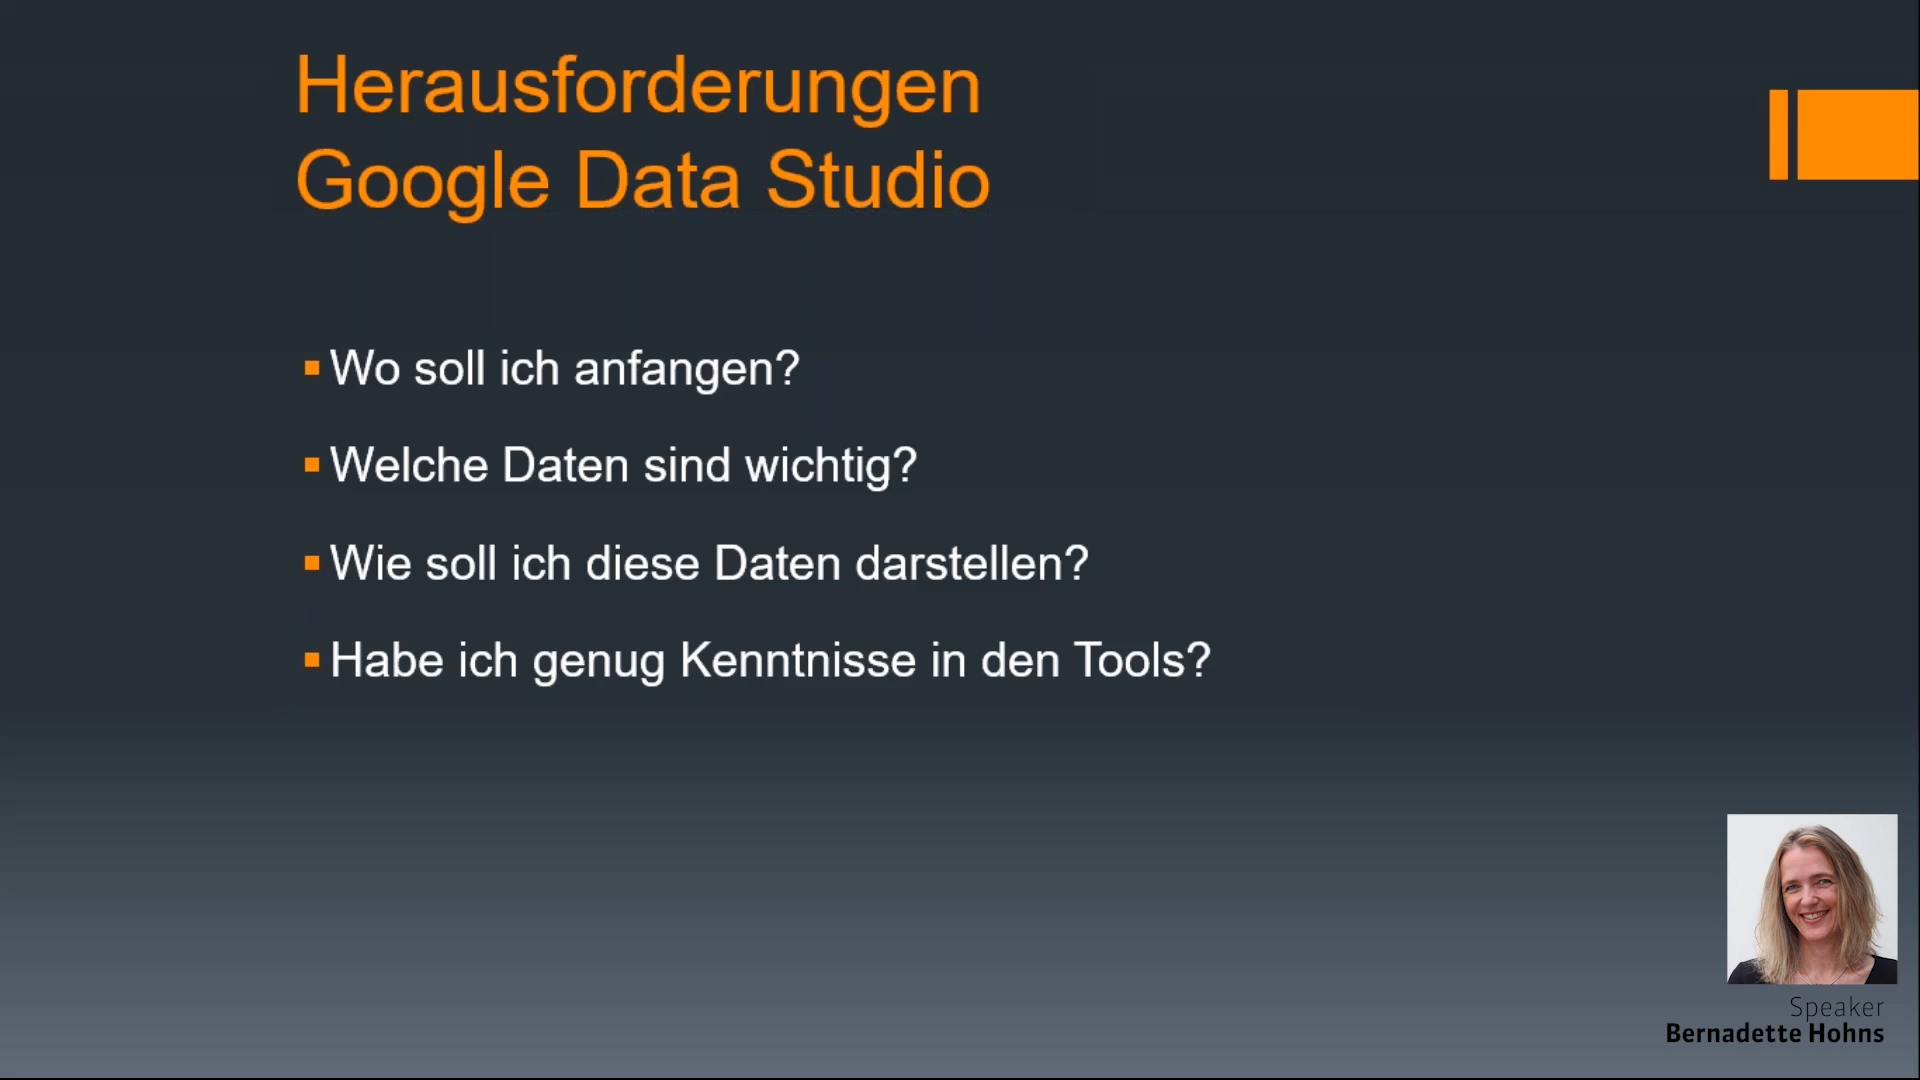 Herausforderungen
Google Data Studio
Wo soll ich anfangen?
Welche Daten sind wichtig?
Wie soll ich diese Daten darstellen?
Habe ich genug Kenntnisse in den Tools?
Speaker
Bernadette Hohns